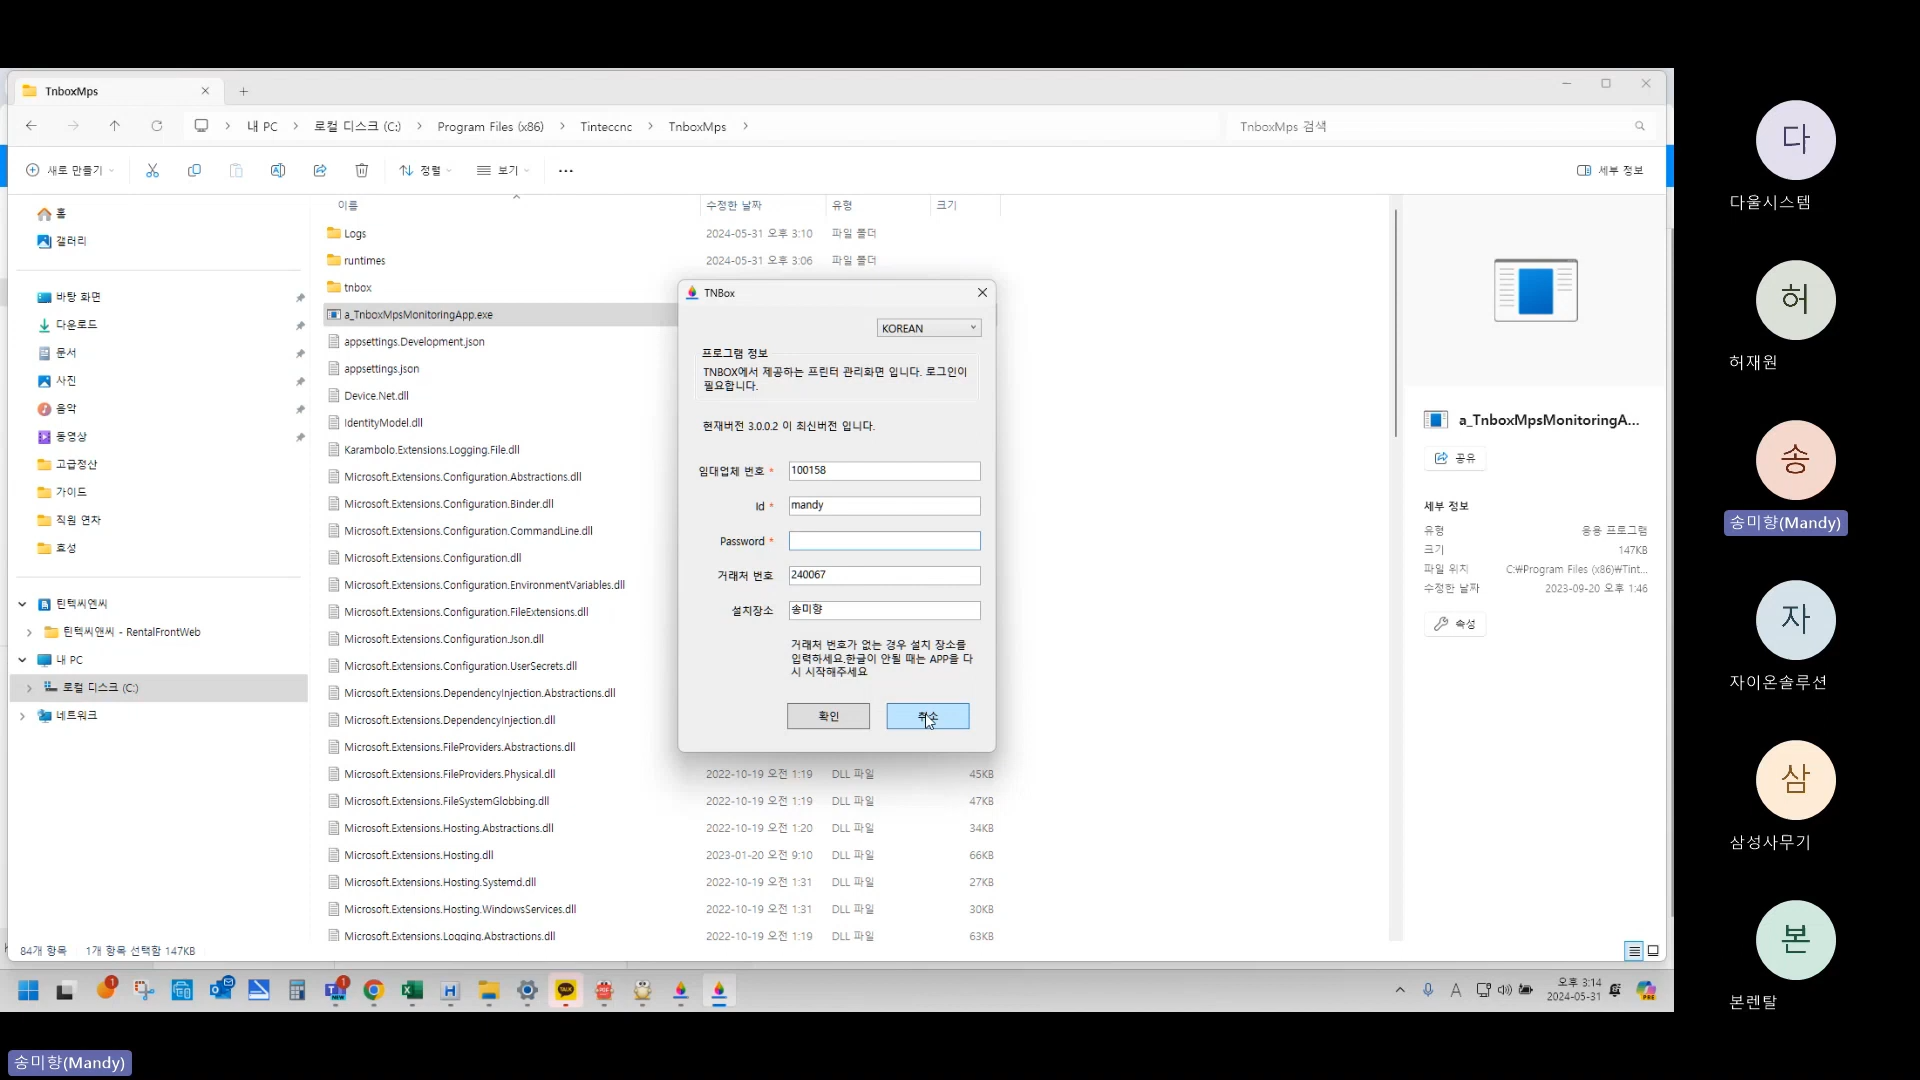 TnboxMps
내 PC
로컬 디스크 (C:)
Program Files (x86)
Tinteccnc
TnboxMps
TnboxMps 검색
새로 만들기
정렬
보기
세부 정보
홈
갤러리
바탕 화면
다운로드
문서
사진
음악
동영상
고급정산
가이드
직원 연차
효성
틴텍씨엔씨
틴텍씨앤씨 - RentalFrontWeb
내 PC
로컬 디스크 (C:)
네트워크
이름 수정한 날짜 유형 크기
Logs 2024-05-31 오후 3:10 파일 폴더
runtimes 2024-05-31 오후 3:06 파일 폴더
tnbox
a_TnboxMpsMonitoringApp.exe
appsettings.Development.json
appsettings.json
Device.Net.dll
IdentityModel.dll
Karambolo.Extensions.Logging.File.dll
Microsoft.Extensions.Configuration.Abstractions.dll
Microsoft.Extensions.Configuration.Binder.dll
Microsoft.Extensions.Configuration.CommandLine.dll
Microsoft.Extensions.Configuration.dll
Microsoft.Extensions.Configuration.EnvironmentVariables.dll
Microsoft.Extensions.Configuration.FileExtensions.dll
Microsoft.Extensions.Configuration.Json.dll
Microsoft.Extensions.Configuration.UserSecrets.dll
Microsoft.Extensions.DependencyInjection.Abstractions.dll
Microsoft.Extensions.DependencyInjection.dll
Microsoft.Extensions.FileProviders.Abstractions.dll
Microsoft.Extensions.FileProviders.Physical.dll 2022-10-19 오전 1:19 DLL 파일 45KB
Microsoft.Extensions.FileSystemGlobbing.dll 2022-10-19 오전 1:19 DLL 파일 47KB
Microsoft.Extensions.Hosting.Abstractions.dll 2022-10-19 오전 1:20 DLL 파일 34KB
Microsoft.Extensions.Hosting.dll 2023-01-20 오전 9:10 DLL 파일 66KB
Microsoft.Extensions.Hosting.Systemd.dll 2022-10-19 오전 1:31 DLL 파일 27KB
Microsoft.Extensions.Hosting.WindowsServices.dll 2022-10-19 오전 1:31 DLL 파일 30KB
Microsoft.Extensions.Logging.Abstractions.dll 2022-10-19 오전 1:19 DLL 파일 63KB
TNBox
KOREAN
프로그램 정보
TNBOX에서 제공하는 프린터 관리화면 입니다. 로그인이
필요합니다.
현재버전 3.0.0.2 이 최신버전 입니다.
임대업체 번호 * 100158
Id * mandy
Password *
거래처 번호 240067
설치장소 송미향
거래처 번호가 없는 경우 설치 장소를
입력하세요.한글이 안될 때는 APP을 다
시 시작해주세요
확인 취소
a_TnboxMpsMonitoringA...
공유
세부 정보
유형 응용 프로그램
크기 147KB
파일 위치 C:₩Program Files (x86)₩Tint...
수정한 날짜 2023-09-20 오후 1:46
속성
84개 항목 1개 항목 선택함 147KB
오후 3:14
2024-05-31
다
다울시스템
허
허재원
송
송미향(Mandy)
자
자이온솔루션
삼
삼성사무기
본
본렌탈
송미향(Mandy)